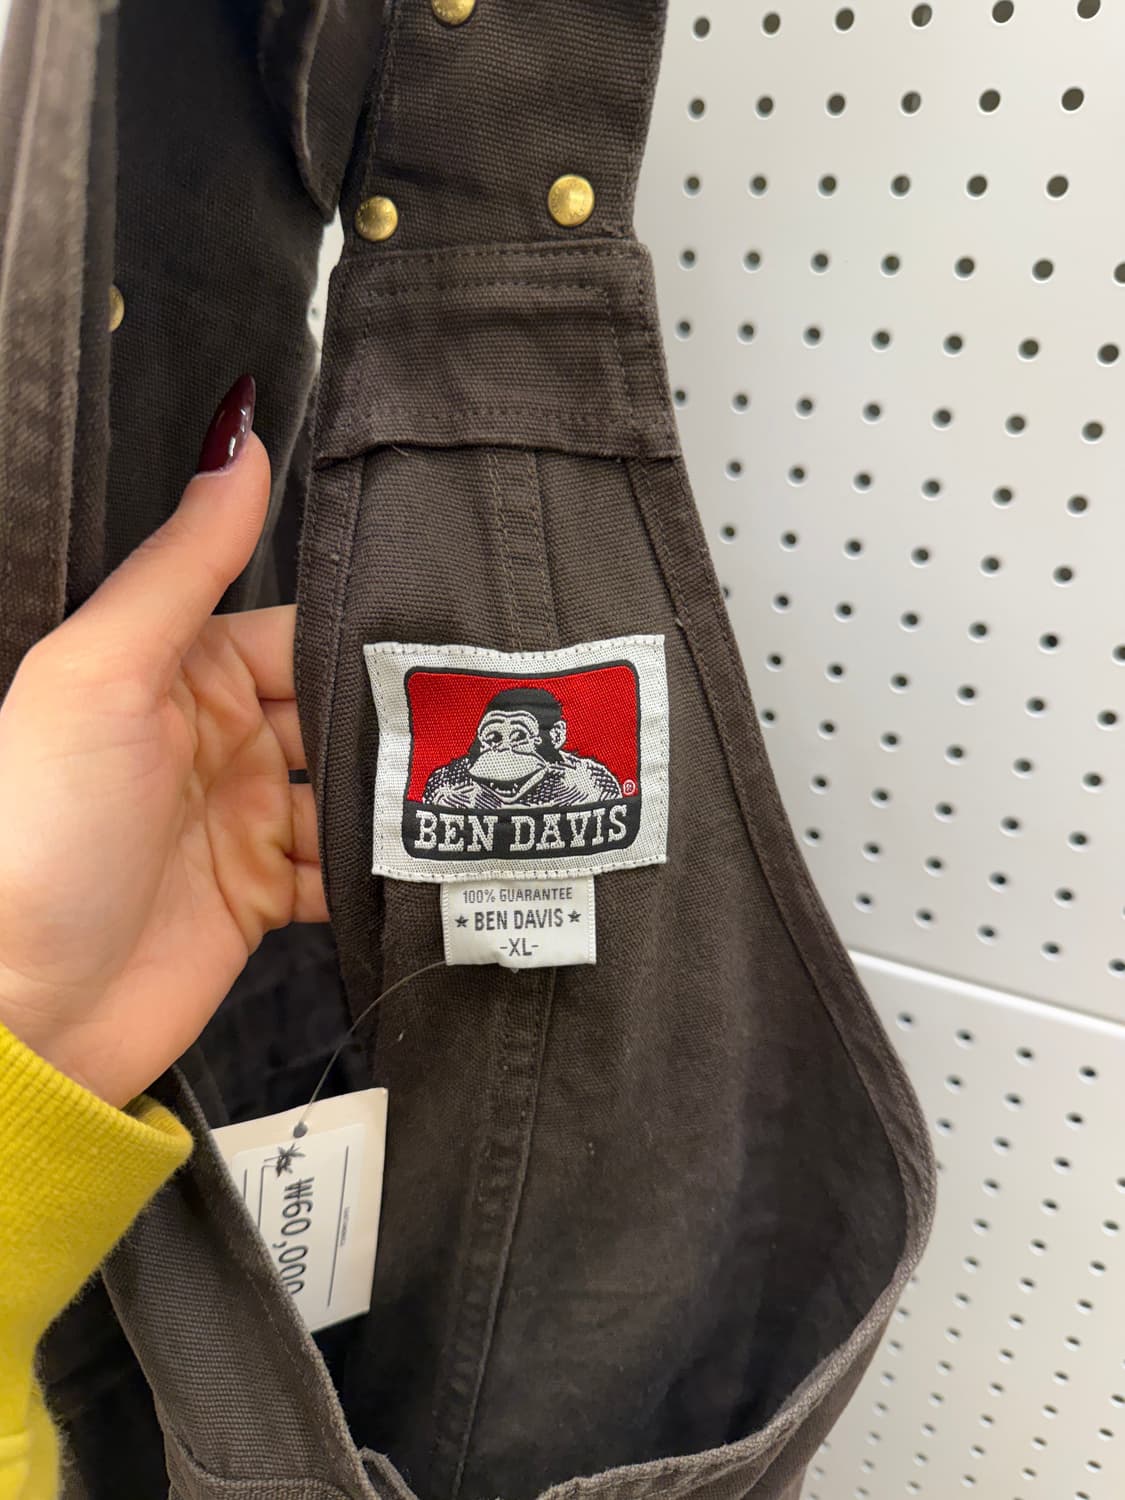 ®
BEN DAVIS
100% GUARANTEE
★ BEN DAVIS ★
-XL-
₩60,000